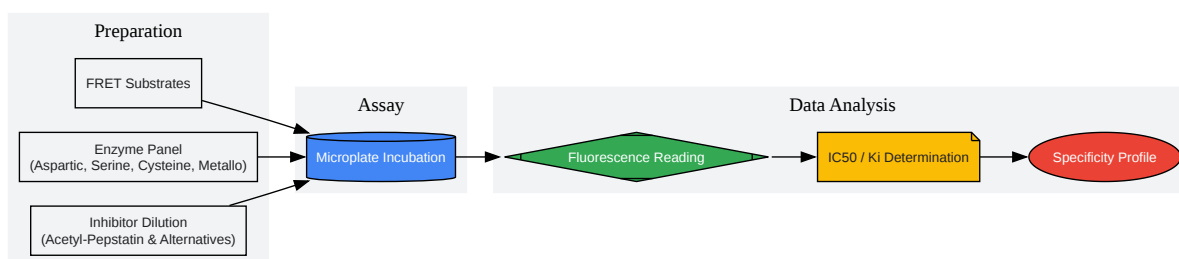 Preparation
FRET Substrates
Enzyme Panel
(Aspartic, Serine, Cysteine, Metallo)
Inhibitor Dilution
(Acetyl-Pepstatin & Alternatives)
Assay
Microplate Incubation
Data Analysis
Fluorescence Reading
IC50 / Ki Determination
Specificity Profile